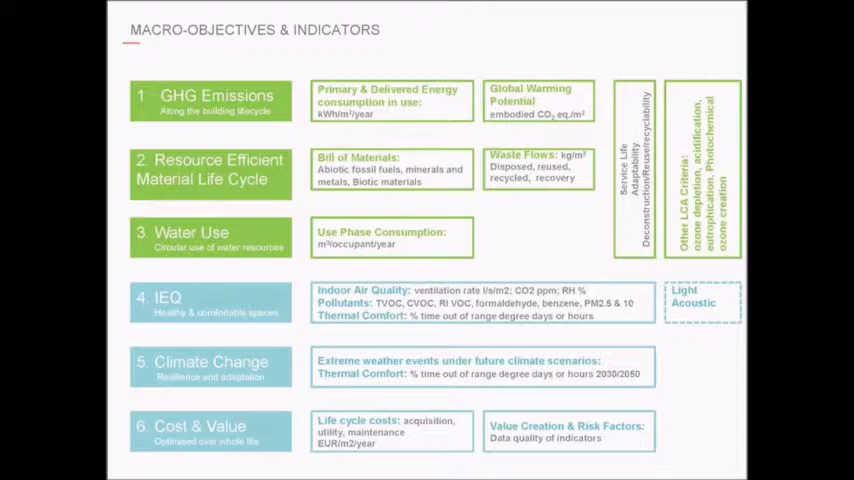 MACRO-OBJECTIVES & INDICATORS
1 GHG Emissions
Along the building lifecycle
Primary & Delivered Energy
consumption in use:
kWh/m²/year
Global Warming
Potential
embodied CO₂ eq./m²
2. Resource Efficient
Material Life Cycle
Bill of Materials:
Abiotic fossil fuels, minerals and
metals, Biotic materials
Waste Flows: kg/m²
Disposed, reused,
recycled, recovery
3. Water Use
Circular use of water resources
Use Phase Consumption:
m³/occupant/year
Service Life
Adaptability
Deconstruction/Reuse/recyclability
Other LCA Criteria:
ozone depletion, acidification,
eutrophication, Photochemical
ozone creation
4. IEQ
Healthy & comfortable spaces
Indoor Air Quality: ventilation rate l/s/m2; CO2 ppm; RH %
Pollutants: TVOC, CVOC, RI VOC, formaldehyde, benzene, PM2.5 & 10
Thermal Comfort: % time out of range degree days or hours
Light
Acoustic
5. Climate Change
Resilience and adaptation
Extreme weather events under future climate scenarios:
Thermal Comfort: % time out of range degree days or hours 2030/2050
6. Cost & Value
Optimised over whole life
Life cycle costs: acquisition,
utility, maintenance
EUR/m2/year
Value Creation & Risk Factors:
Data quality of indicators